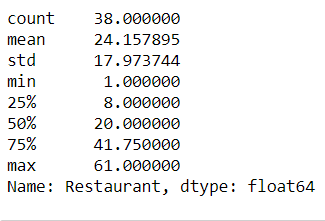 count    38.000000
mean     24.157895
std      17.973744
min       1.000000
25%       8.000000
50%      20.000000
75%      41.750000
max      61.000000
Name: Restaurant, dtype: float64